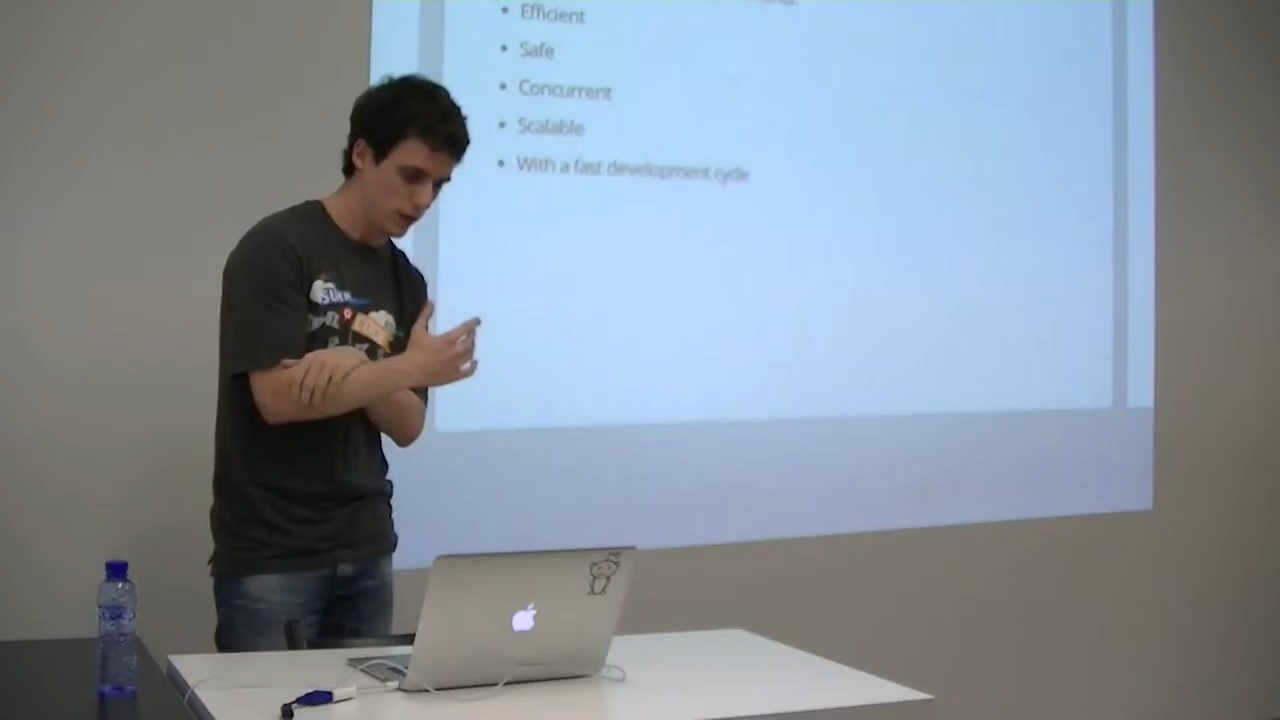 • Efficient
• Safe
• Concurrent
• Scalable
• With a fast development cycle